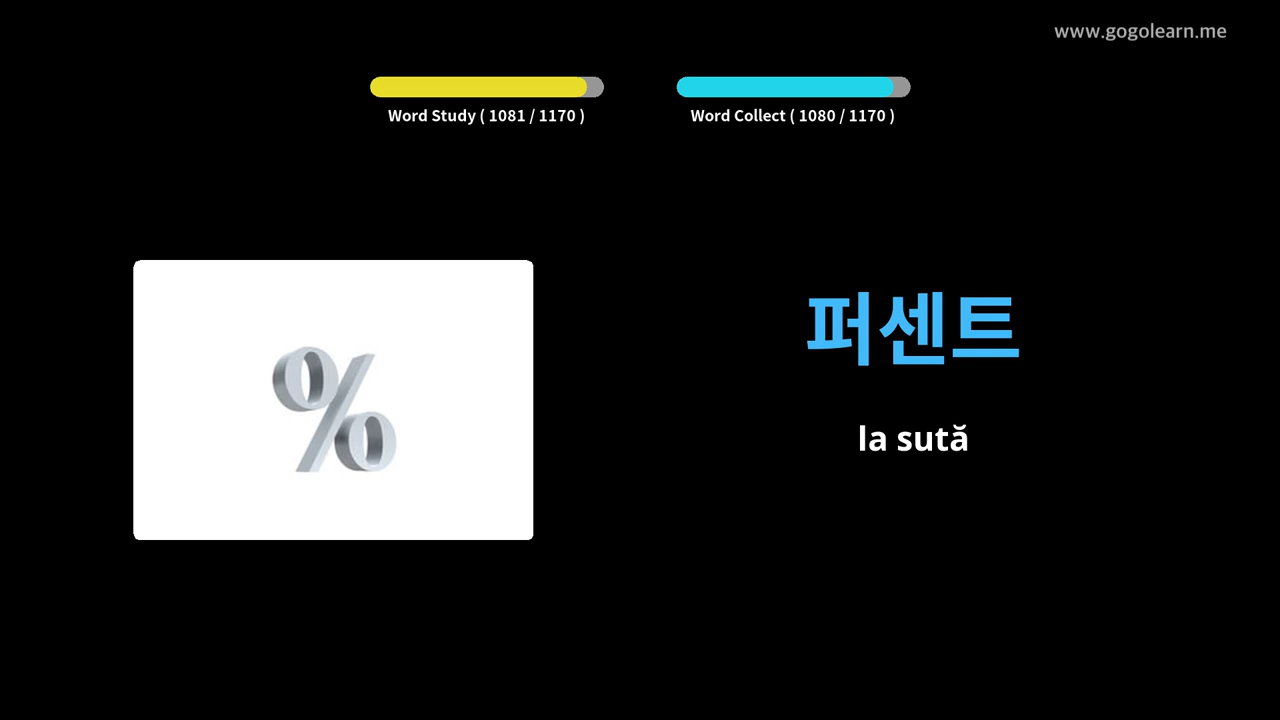 www.gogolearn.me
Word Study ( 1081 / 1170 )
Word Collect ( 1080 / 1170 )
%
퍼센트
la sută